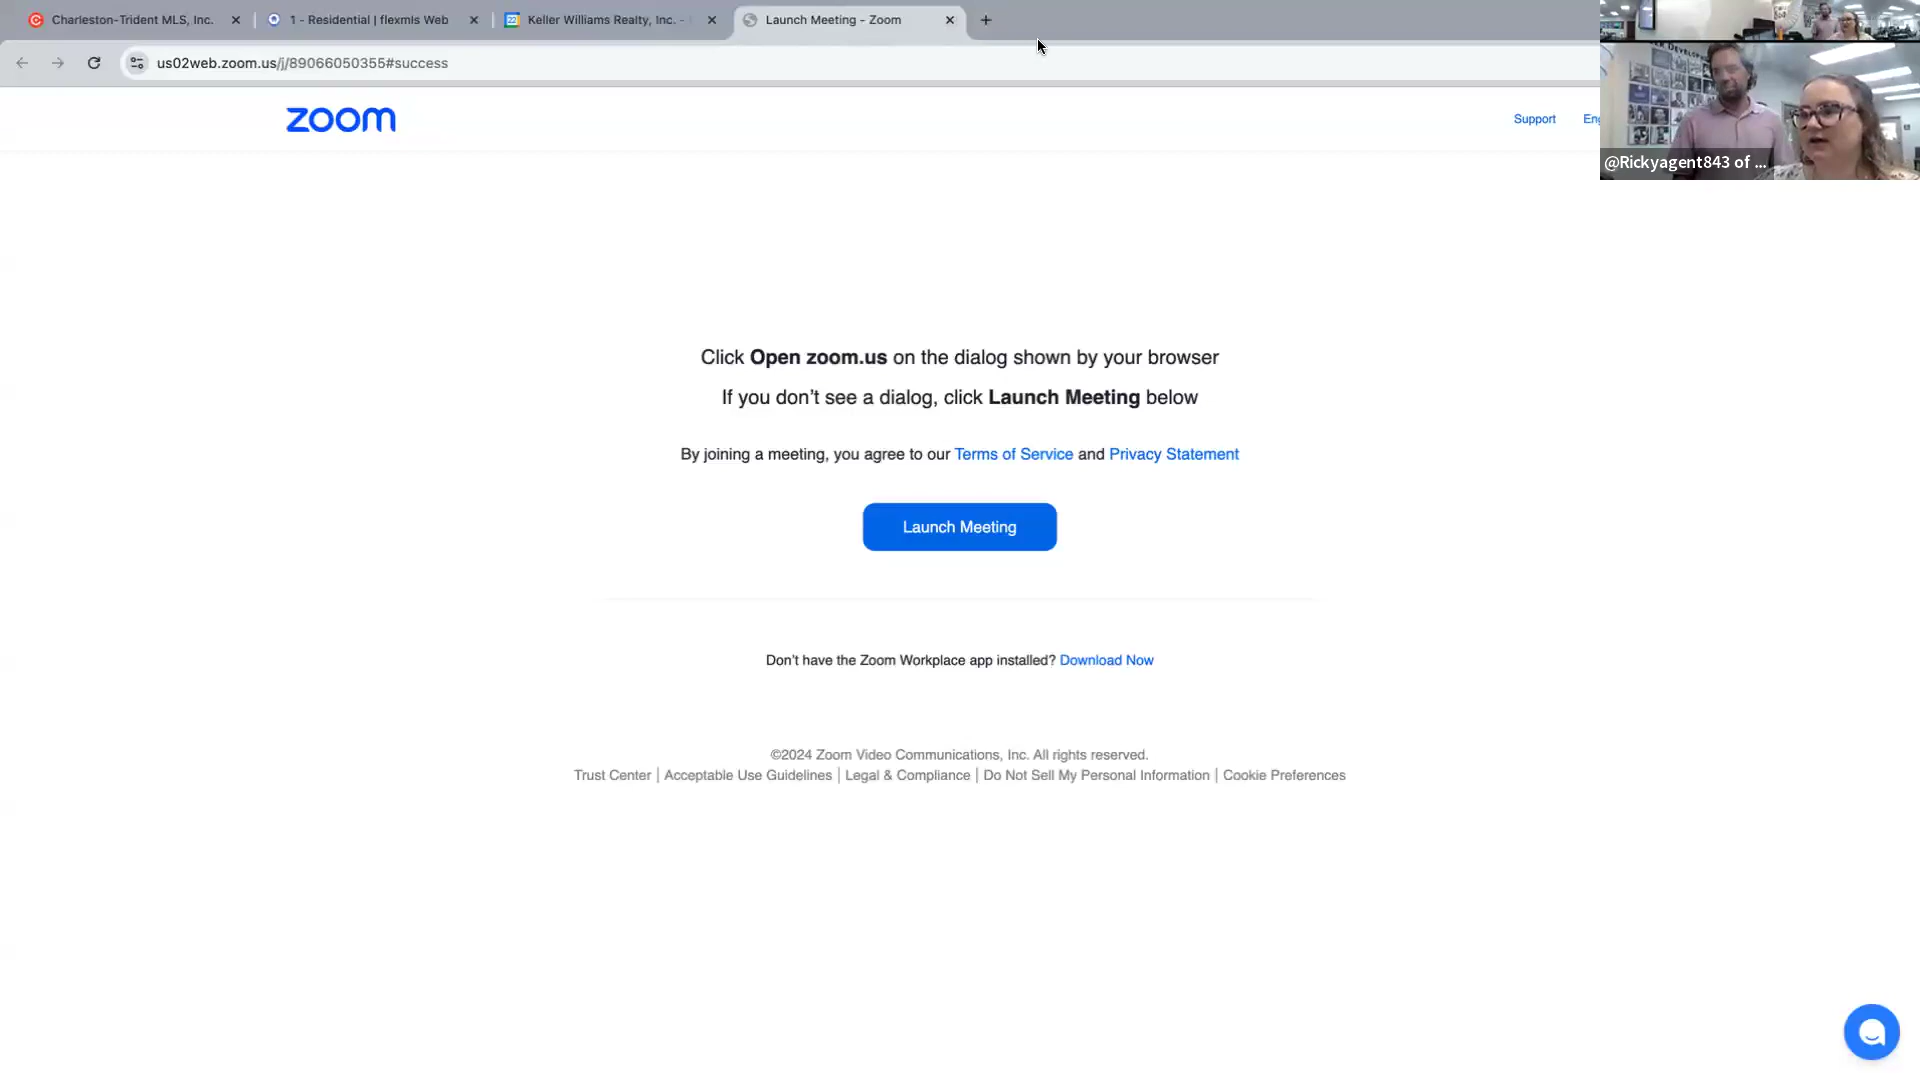 Charleston-Trident MLS, Inc.
1 - Residential | flexmls Web
Keller Williams Realty, Inc. -
Launch Meeting - Zoom
us02web.zoom.us/j/89066050355#success
zoom
Support
Eng
@Rickyagent843 of ...
Click Open zoom.us on the dialog shown by your browser
If you don’t see a dialog, click Launch Meeting below
By joining a meeting, you agree to our Terms of Service and Privacy Statement
Launch Meeting
Don’t have the Zoom Workplace app installed? Download Now
©2024 Zoom Video Communications, Inc. All rights reserved.
Trust Center | Acceptable Use Guidelines | Legal & Compliance | Do Not Sell My Personal Information | Cookie Preferences